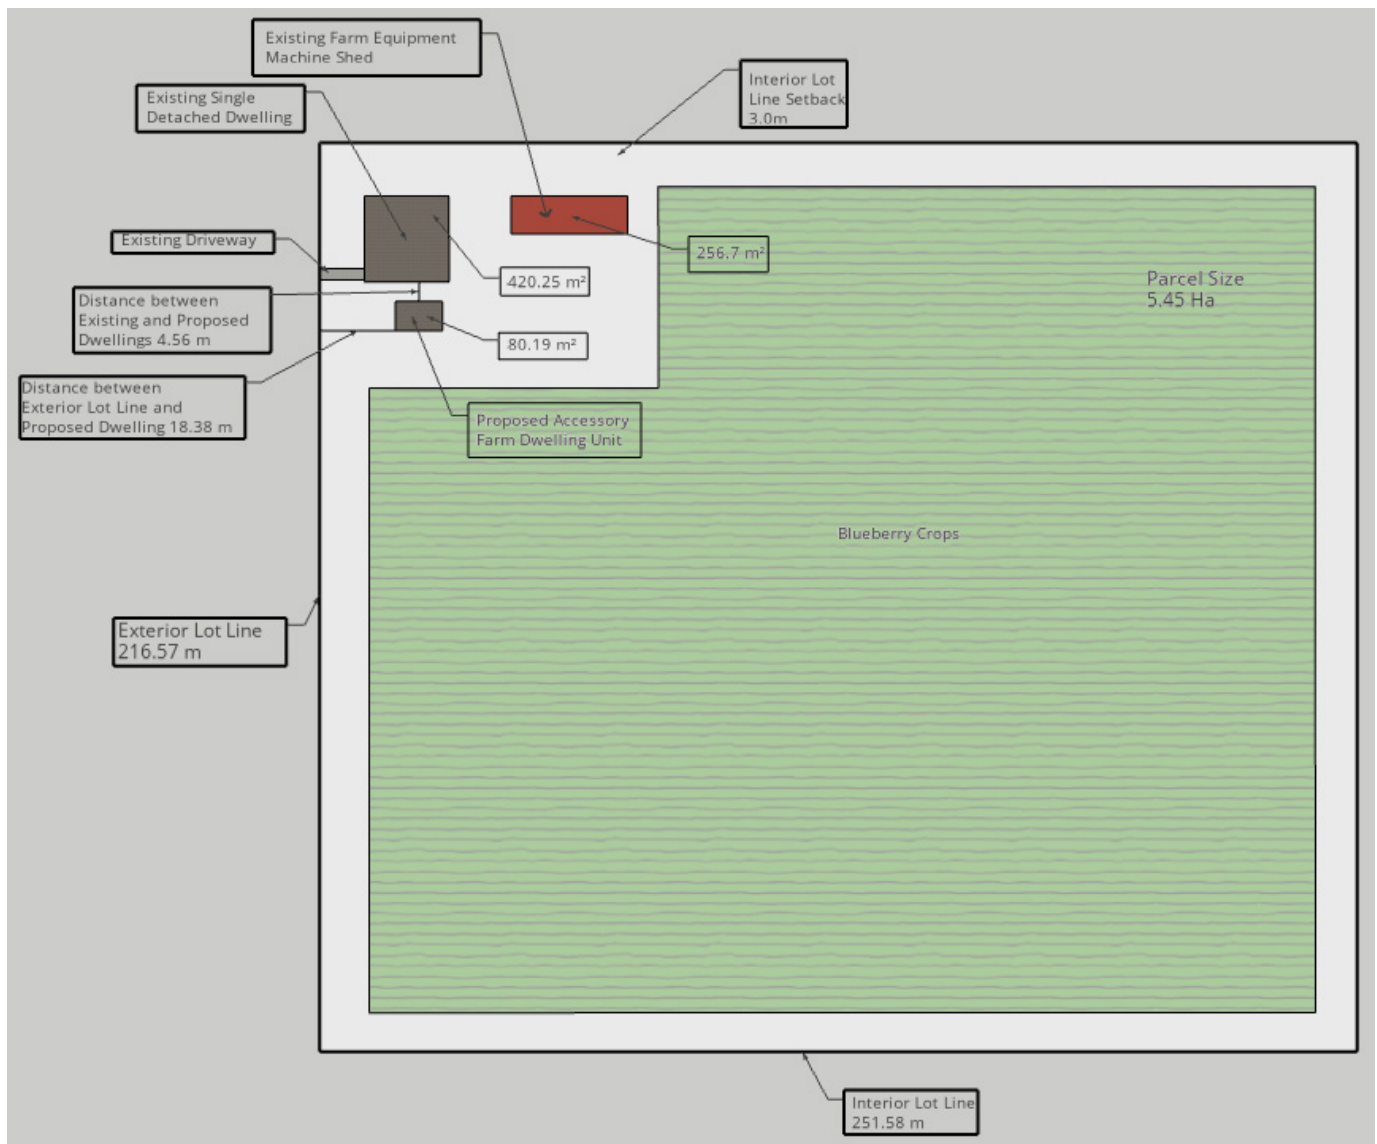 Existing Farm Equipment
Machine Shed
Interior Lot
Line Setback
3.0m
Existing Single
Detached Dwelling
Existing Driveway
256.7 m²
420.25 m²
Parcel Size
5.45 Ha
Distance between
Existing and Proposed
Dwellings 4.56 m
80.19 m²
Distance between
Exterior Lot Line and
Proposed Dwelling 18.38 m
Proposed Accessory
Farm Dwelling Unit
Blueberry Crops
Exterior Lot Line
216.57 m
Interior Lot Line
251.58 m